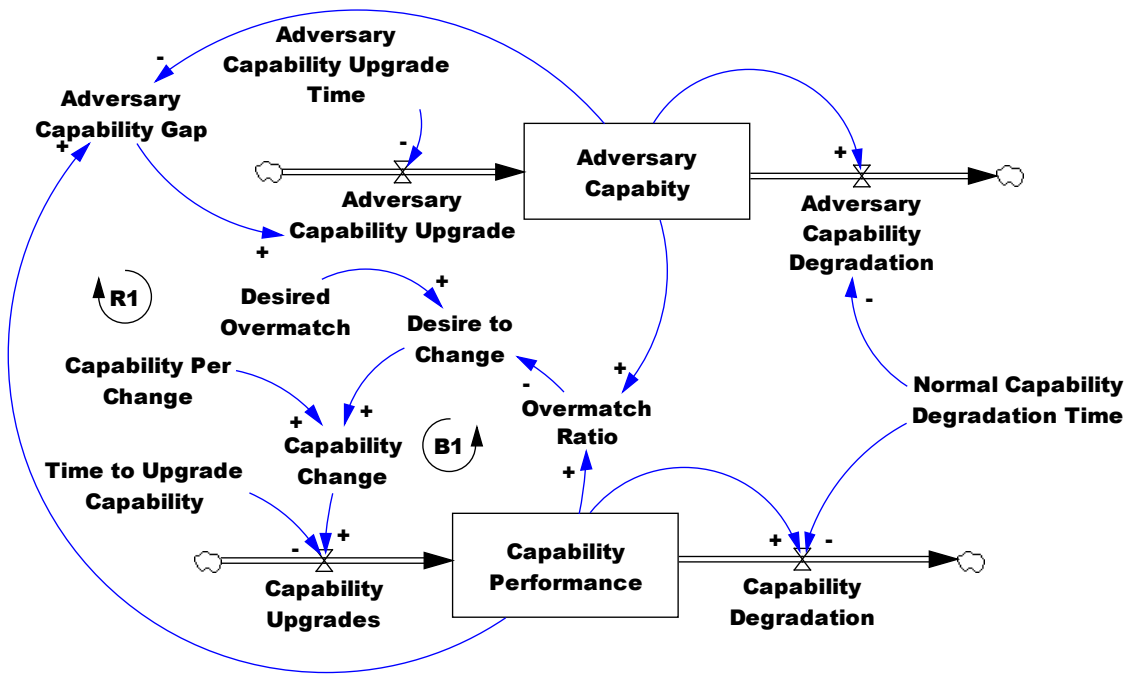 Adversary
Capability Upgrade
Time
-
Adversary
Capability Gap
+
-
Adversary
Capabity
+
Adversary
Capability Upgrade
+
Adversary
Capability
Degradation
-
R1
Desired
Overmatch
+
Desire to
Change
-
+
Capability Per
Change
+
+
Overmatch
Ratio
+
Normal Capability
Degradation Time
Capability
Change
B1
Time to Upgrade
Capability
-
+
Capability
Performance
+
-
Capability
Upgrades
Capability
Degradation